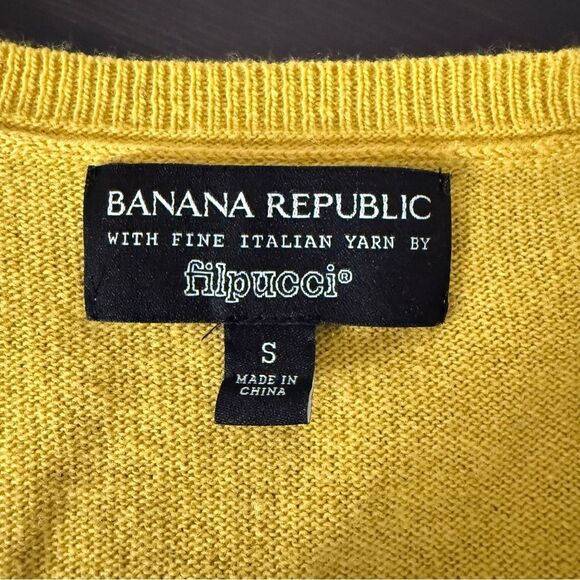 BANANA REPUBLIC
WITH FINE ITALIAN YARN BY
filpucci®
S
MADE IN
CHINA